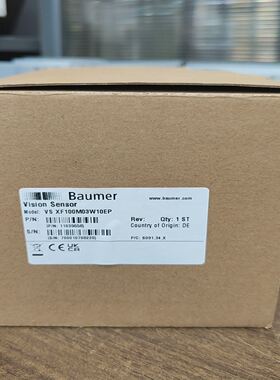 Baumer
Vision Sensor
www.baumer.com
Model: VS XF100M03W10EP
P/N:
Rev: Qty: 1 ST
Country of Origin: DE
S/N: